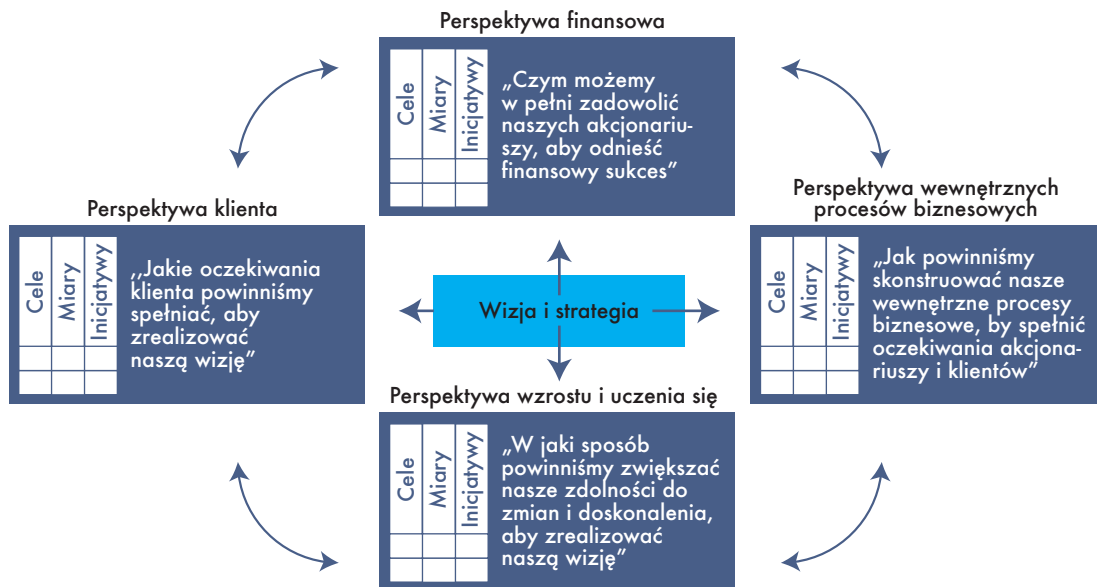 Perspektywa finansowa
Cele
Miary
Inicjatywy
„Czym możemy
w pełni zadowolić
naszych akcjonariu-
szy, aby odnieść
finansowy sukces”
Perspektywa klienta
Cele
Miary
Inicjatywy
,,Jakie oczekiwania
klienta powinniśmy
spełniać, aby
zrealizować
naszą wizję”
Wizja i strategia
Perspektywa wewnętrznych
procesów biznesowych
Cele
Miary
Inicjatywy
„Jak powinniśmy
skonstruować nasze
wewnętrzne procesy
biznesowe, by spełnić
oczekiwania akcjona-
riuszy i klientów”
Perspektywa wzrostu i uczenia się
Cele
Miary
Inicjatywy
„W jaki sposób
powinniśmy zwiększać
nasze zdolności do
zmian i doskonalenia,
aby zrealizować
naszą wizję”